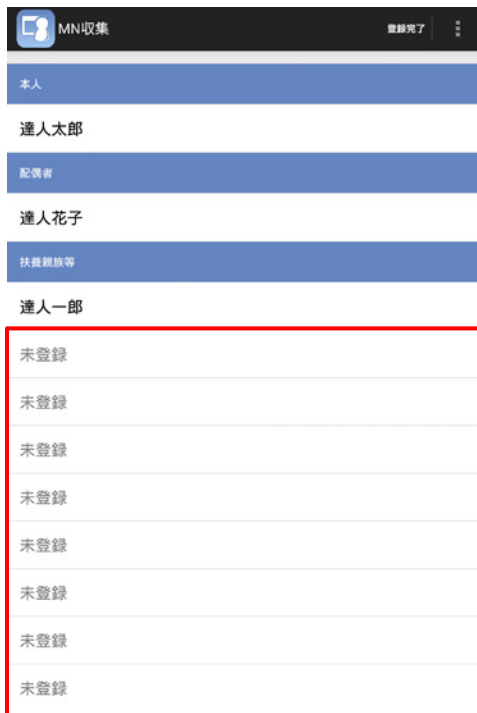 MN収集 登録完了
本人
達人太郎
配偶者
達人花子
扶養親族等
達人一郎
未登録
未登録
未登録
未登録
未登録
未登録
未登録
未登録